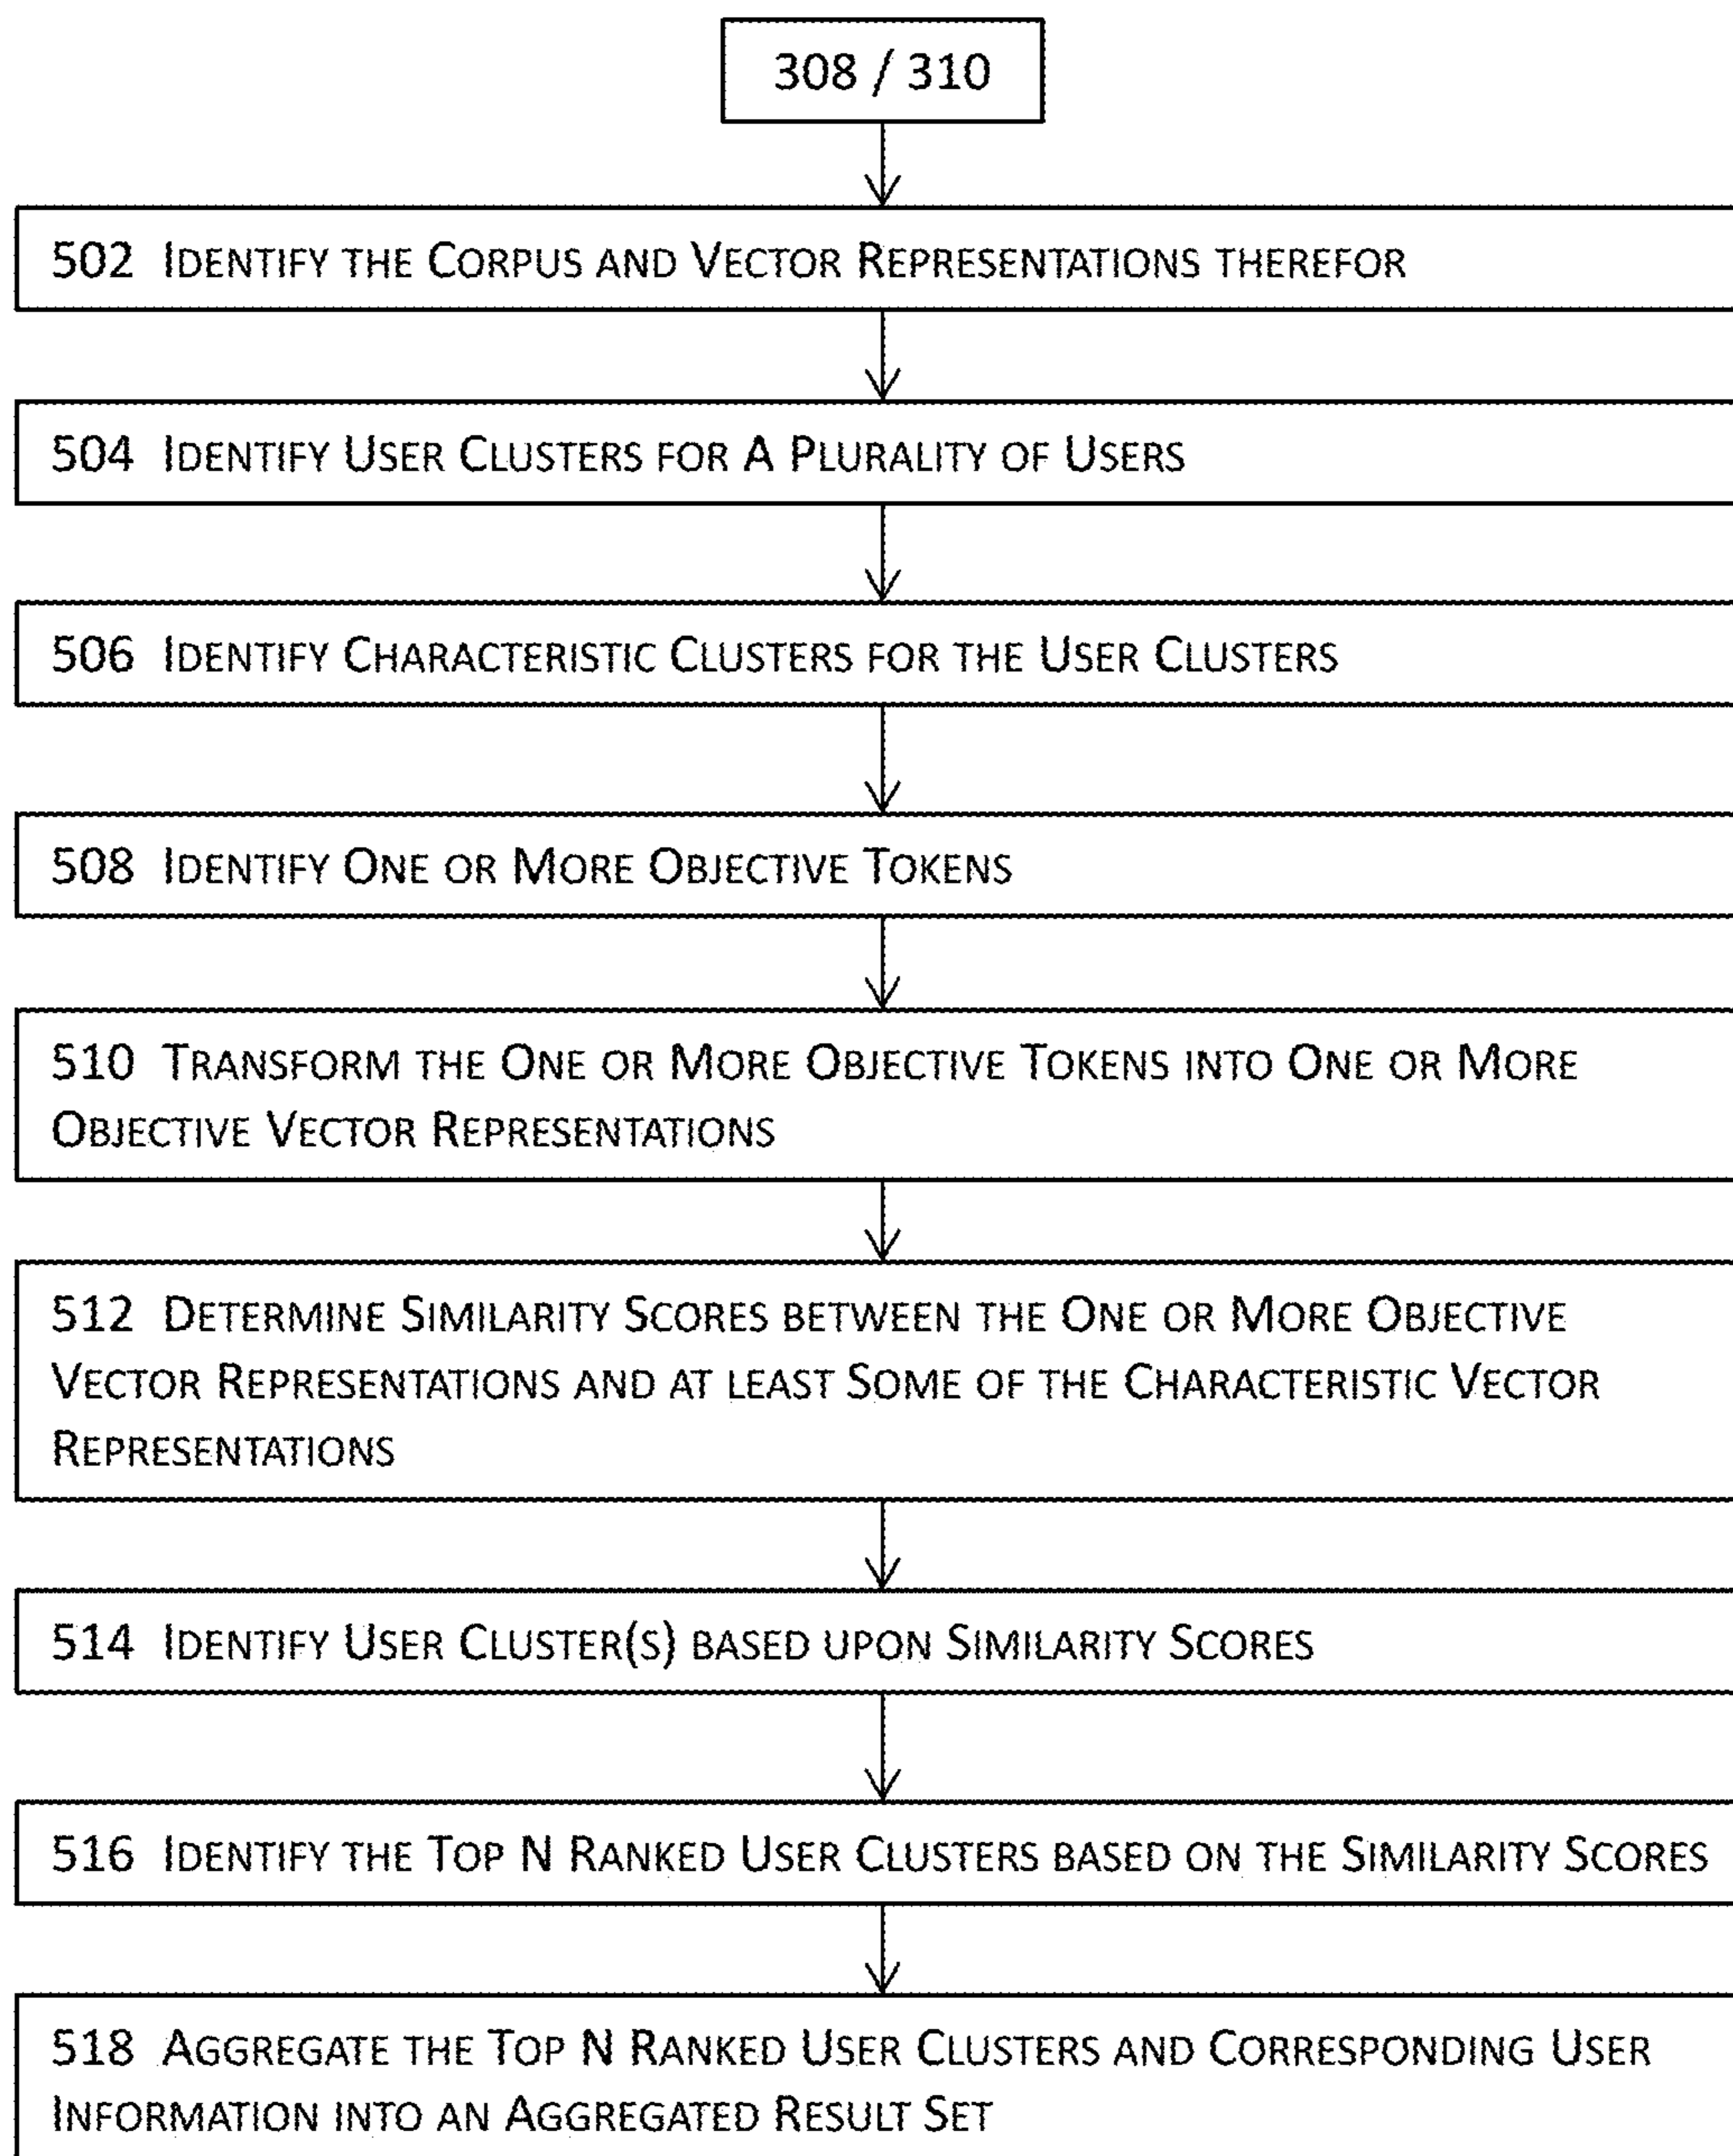 308 / 310
502 Identify the Corpus and Vector Representations therefor
504 Identify User Clusters for A Plurality of Users
506 Identify Characteristic Clusters for the User Clusters
508 Identify One or More Objective Tokens
510 Transform the One or More Objective Tokens into One or More
Objective Vector Representations
512 Determine Similarity Scores between the One or More Objective
Vector Representations and at least Some of the Characteristic Vector
Representations
514 Identify User Cluster(s) based upon Similarity Scores
516 Identify the Top N Ranked User Clusters based on the Similarity Scores
518 Aggregate the Top N Ranked User Clusters and Corresponding User
Information into an Aggregated Result Set